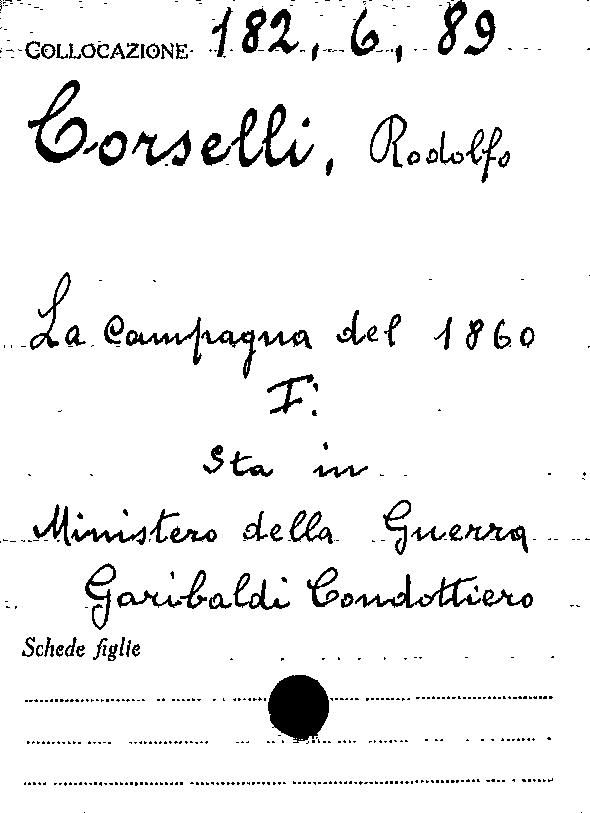 COLLOCAZIONE 182, 6, 89
Corselli, Rodolfo
La Campagna del 1860
F:
Sta in
Ministero della Guerra
Garibaldi Condottiero
Schede figlie